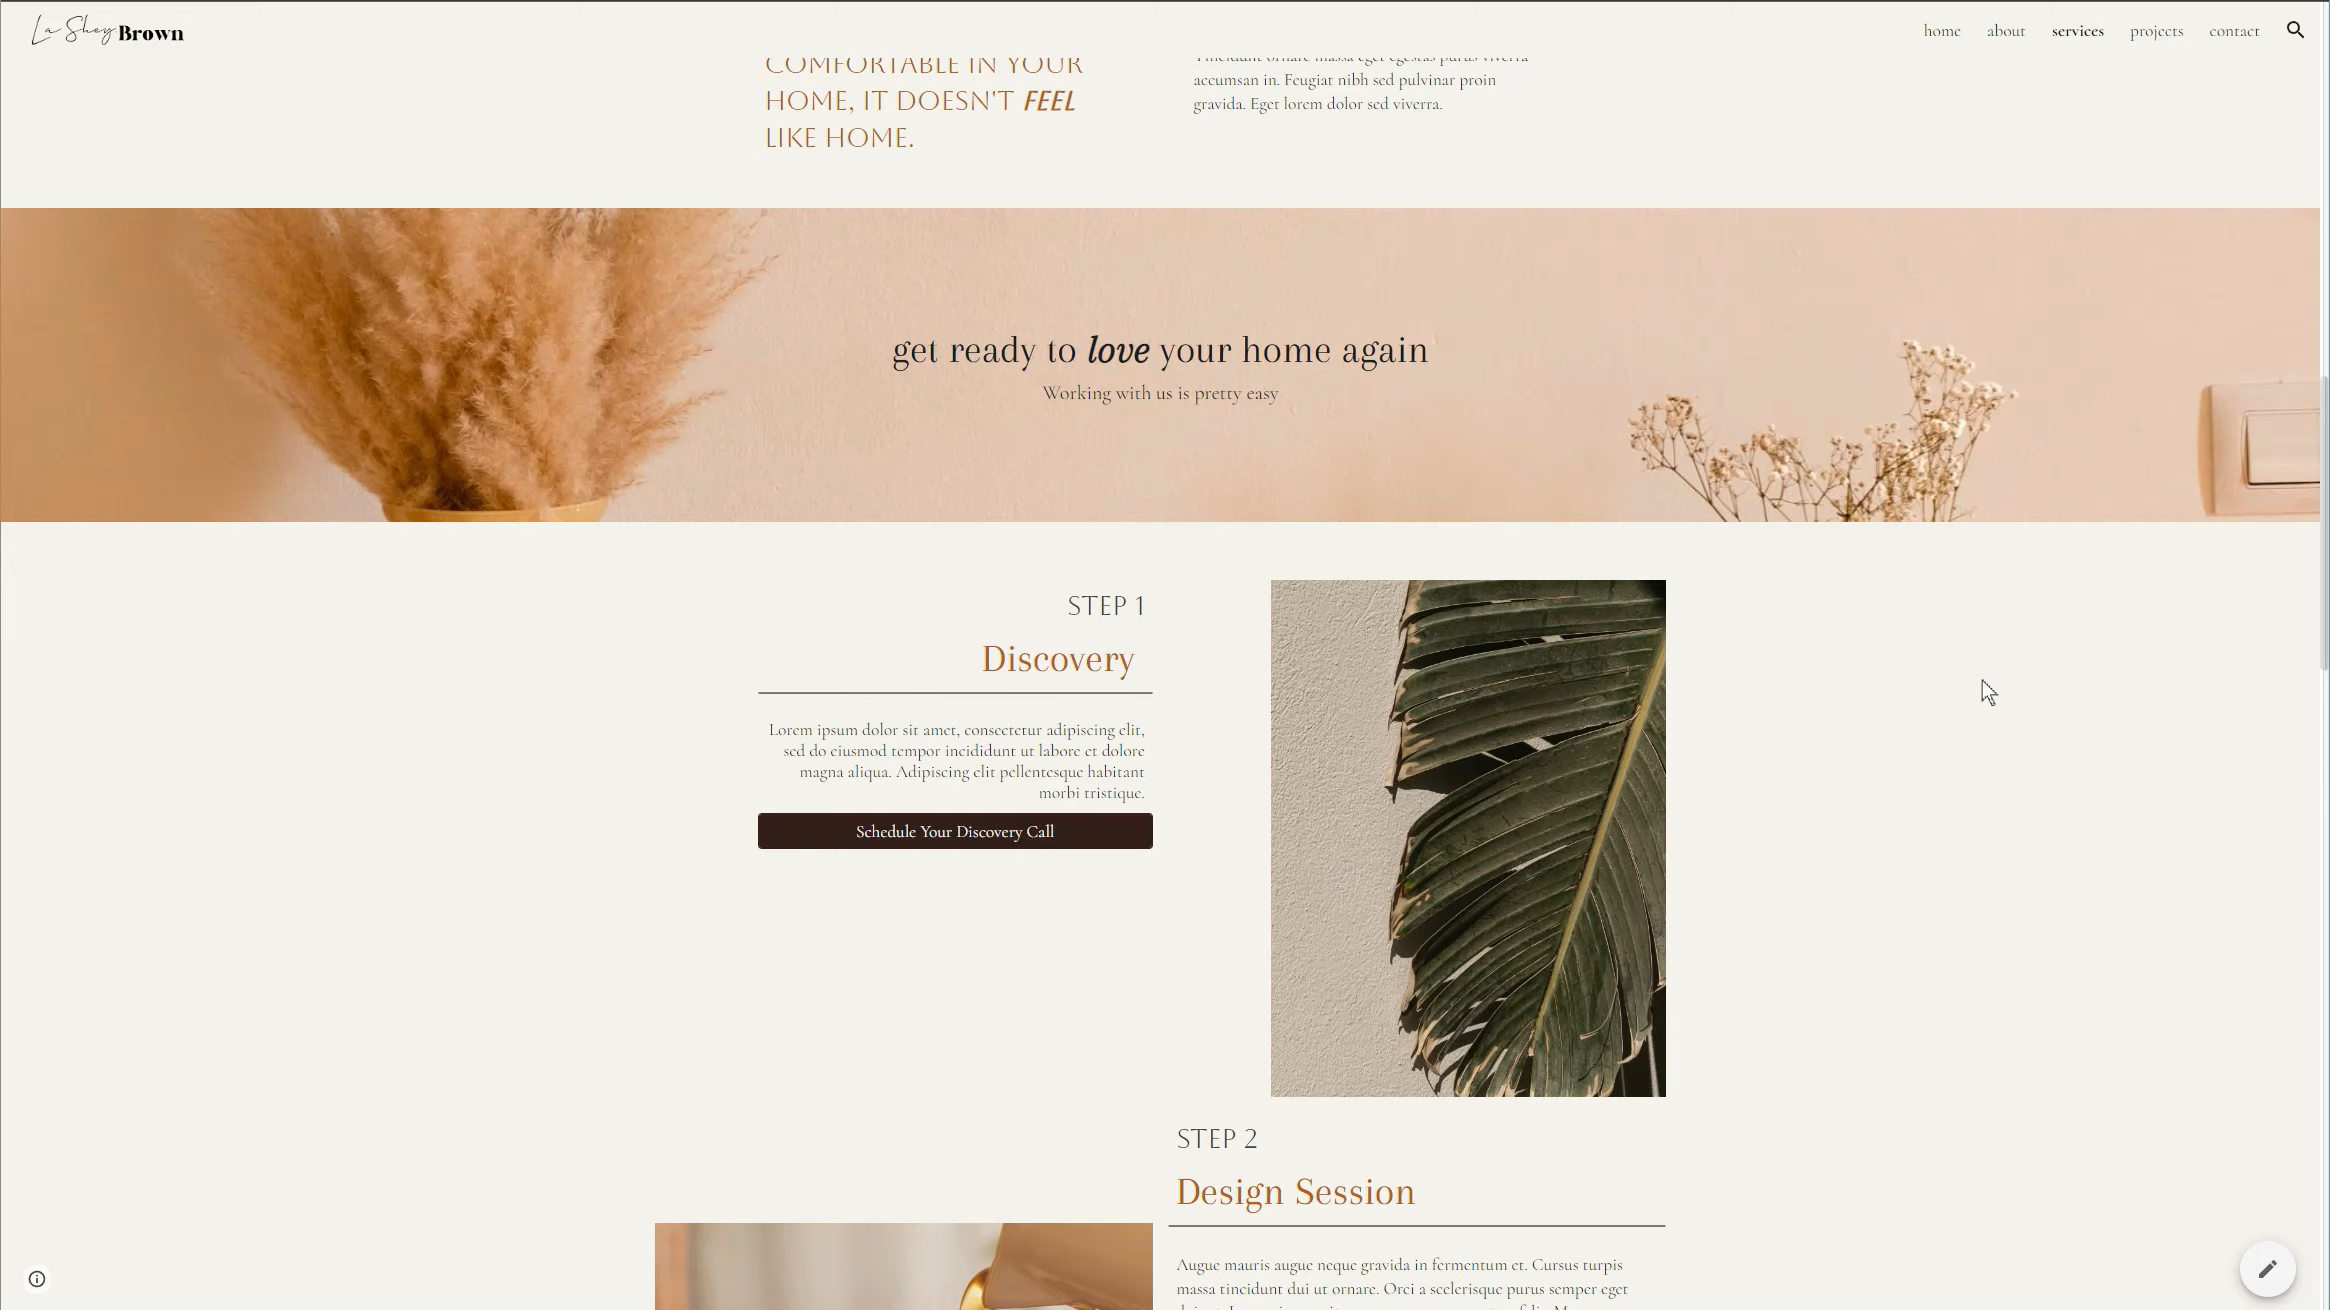 La Shey Brown
home about services projects contact
COMFORTABLE IN YOUR
HOME, IT DOESN'T FEEL
LIKE HOME.
Tincidunt ornare massa eget egestas purus viverra
accumsan in. Feugiat nibh sed pulvinar proin
gravida. Eget lorem dolor sed viverra.
get ready to love your home again
Working with us is pretty easy
STEP 1
Discovery
Lorem ipsum dolor sit amet, consectetur adipiscing elit,
sed do eiusmod tempor incididunt ut labore et dolore
magna aliqua. Adipiscing elit pellentesque habitant
morbi tristique.
Schedule Your Discovery Call
STEP 2
Design Session
Augue mauris augue neque gravida in fermentum et. Cursus turpis
massa tincidunt dui ut ornare. Orci a scelerisque purus semper eget